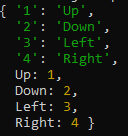 { '1': 'Up',
'2': 'Down',
'3': 'Left',
'4': 'Right',
Up: 1,
Down: 2,
Left: 3,
Right: 4 }